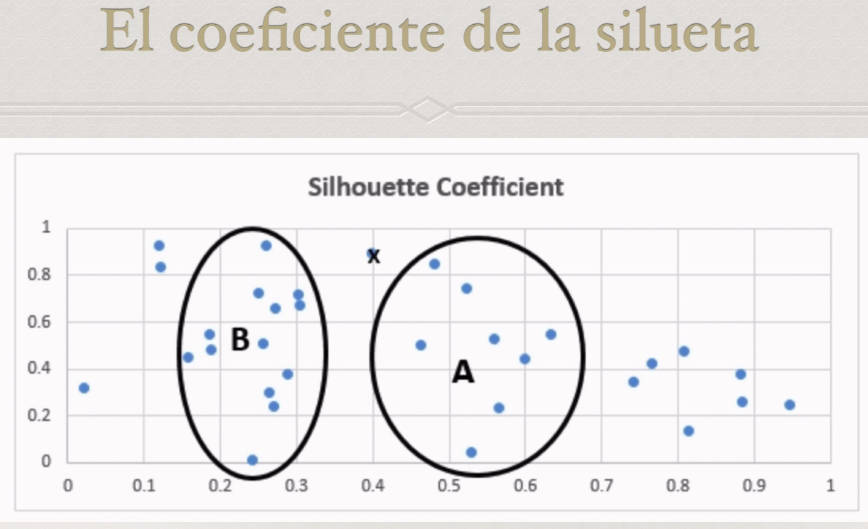 El coeficiente de la silueta
Silhouette Coefficient
1
0.8
0.6
0.4
0.2
0
x
B
A
0 0.1 0.2 0.3 0.4 0.5 0.6 0.7 0.8 0.9 1